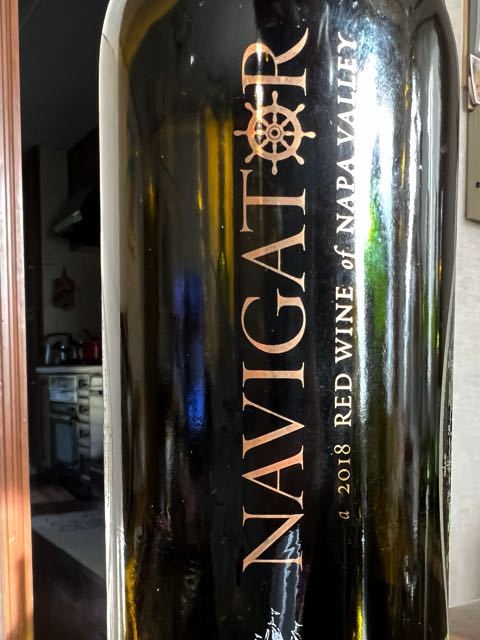 NAVIGATOR
a 2018 RED WINE of NAPA VALLEY